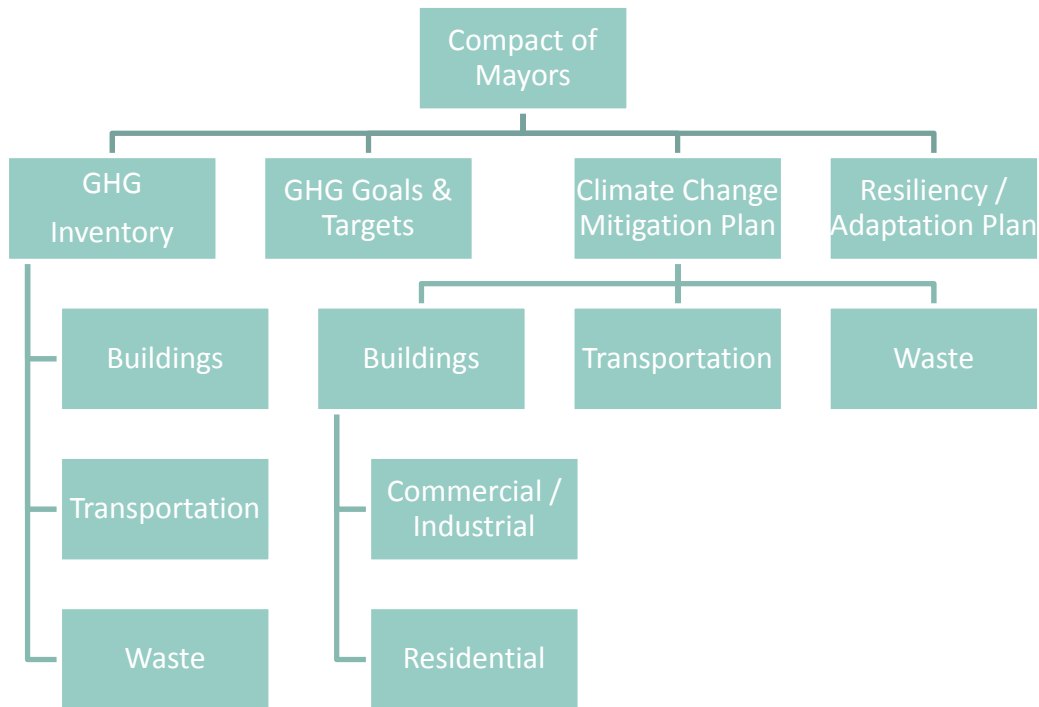 Compact of
Mayors
GHG
Inventory
GHG Goals &
Targets
Climate Change
Mitigation Plan
Resiliency /
Adaptation Plan
Buildings
Transportation
Waste
Buildings
Commercial /
Industrial
Residential
Transportation
Waste